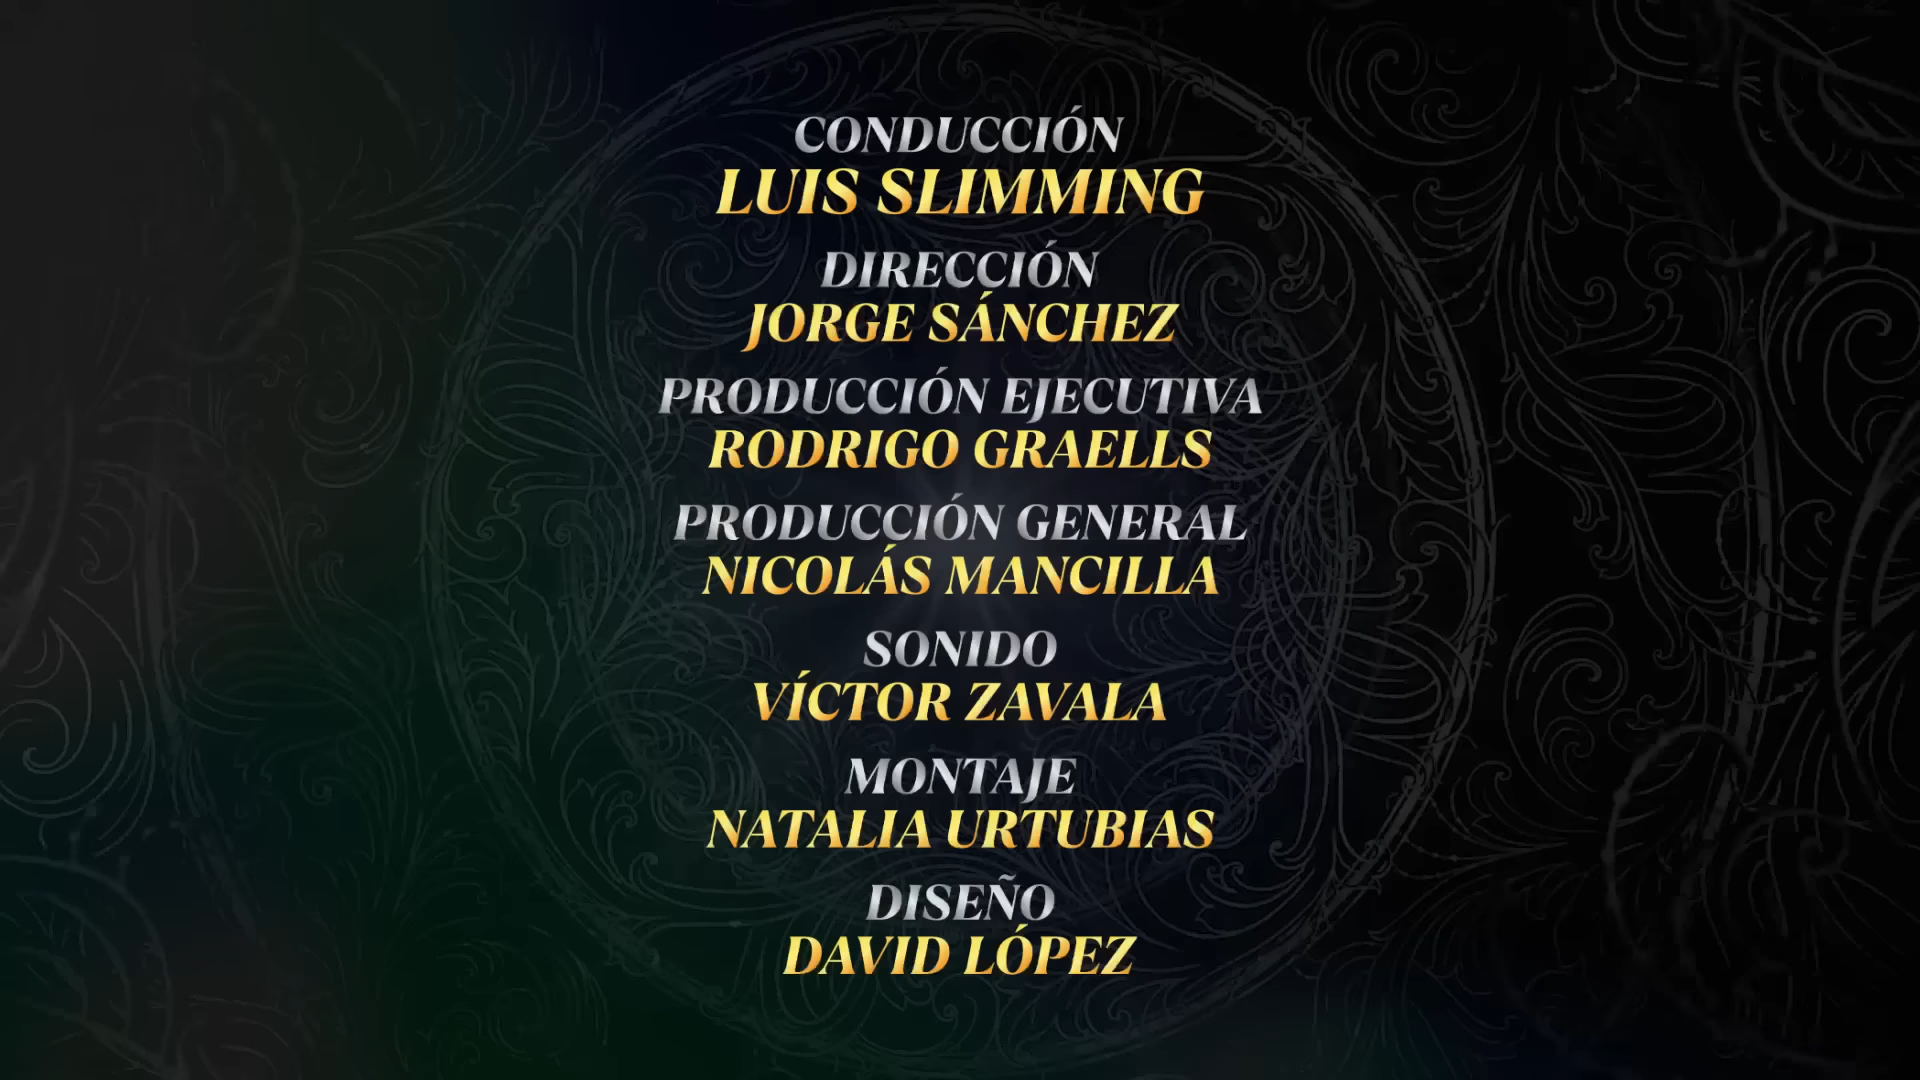 CONDUCCIÓN
LUIS SLIMMING
DIRECCIÓN
JORGE SÁNCHEZ
PRODUCCIÓN EJECUTIVA
RODRIGO GRAELLS
PRODUCCIÓN GENERAL
NICOLÁS MANCILLA
SONIDO
VÍCTOR ZAVALA
MONTAJE
NATALIA URTUBIAS
DISEÑO
DAVID LÓPEZ